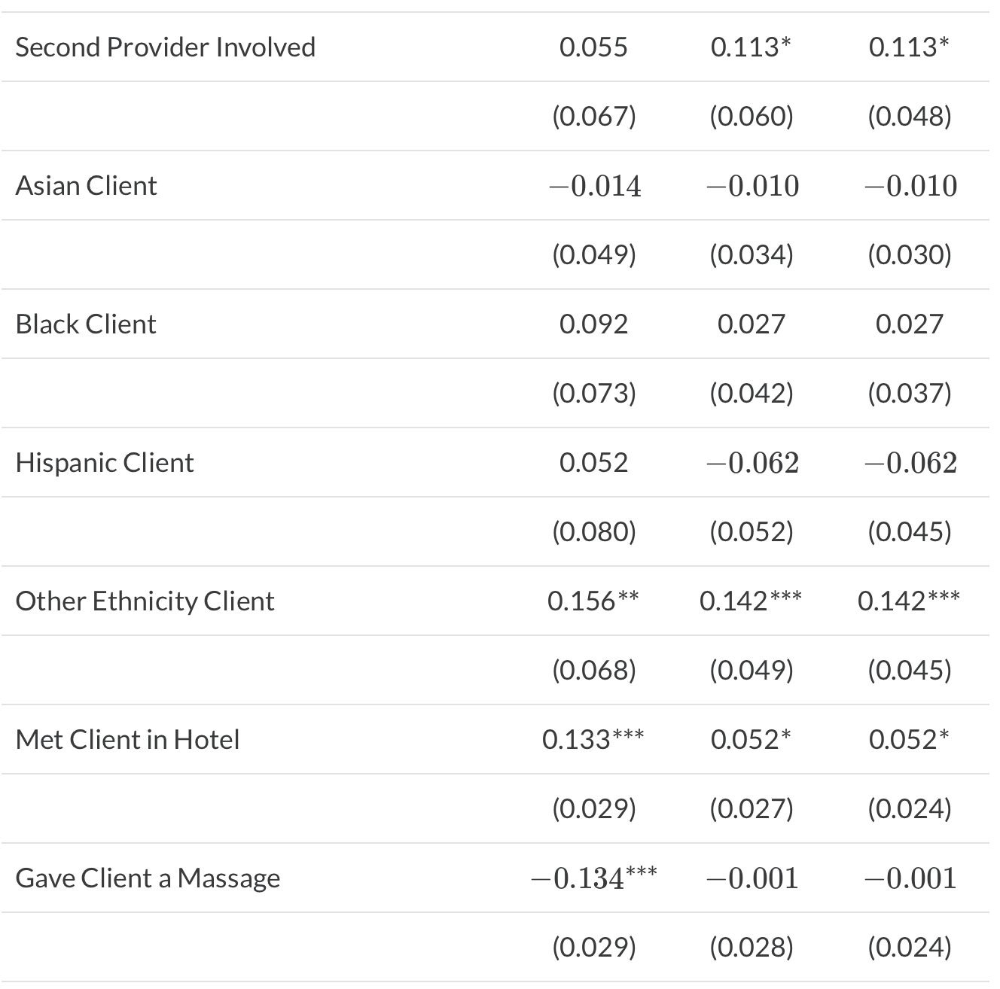 Second Provider Involved 0.055 0.113* 0.113*
(0.067) (0.060) (0.048)
Asian Client −0.014 −0.010 −0.010
(0.049) (0.034) (0.030)
Black Client 0.092 0.027 0.027
(0.073) (0.042) (0.037)
Hispanic Client 0.052 −0.062 −0.062
(0.080) (0.052) (0.045)
Other Ethnicity Client 0.156** 0.142*** 0.142***
(0.068) (0.049) (0.045)
Met Client in Hotel 0.133*** 0.052* 0.052*
(0.029) (0.027) (0.024)
Gave Client a Massage −0.134*** −0.001 −0.001
(0.029) (0.028) (0.024)